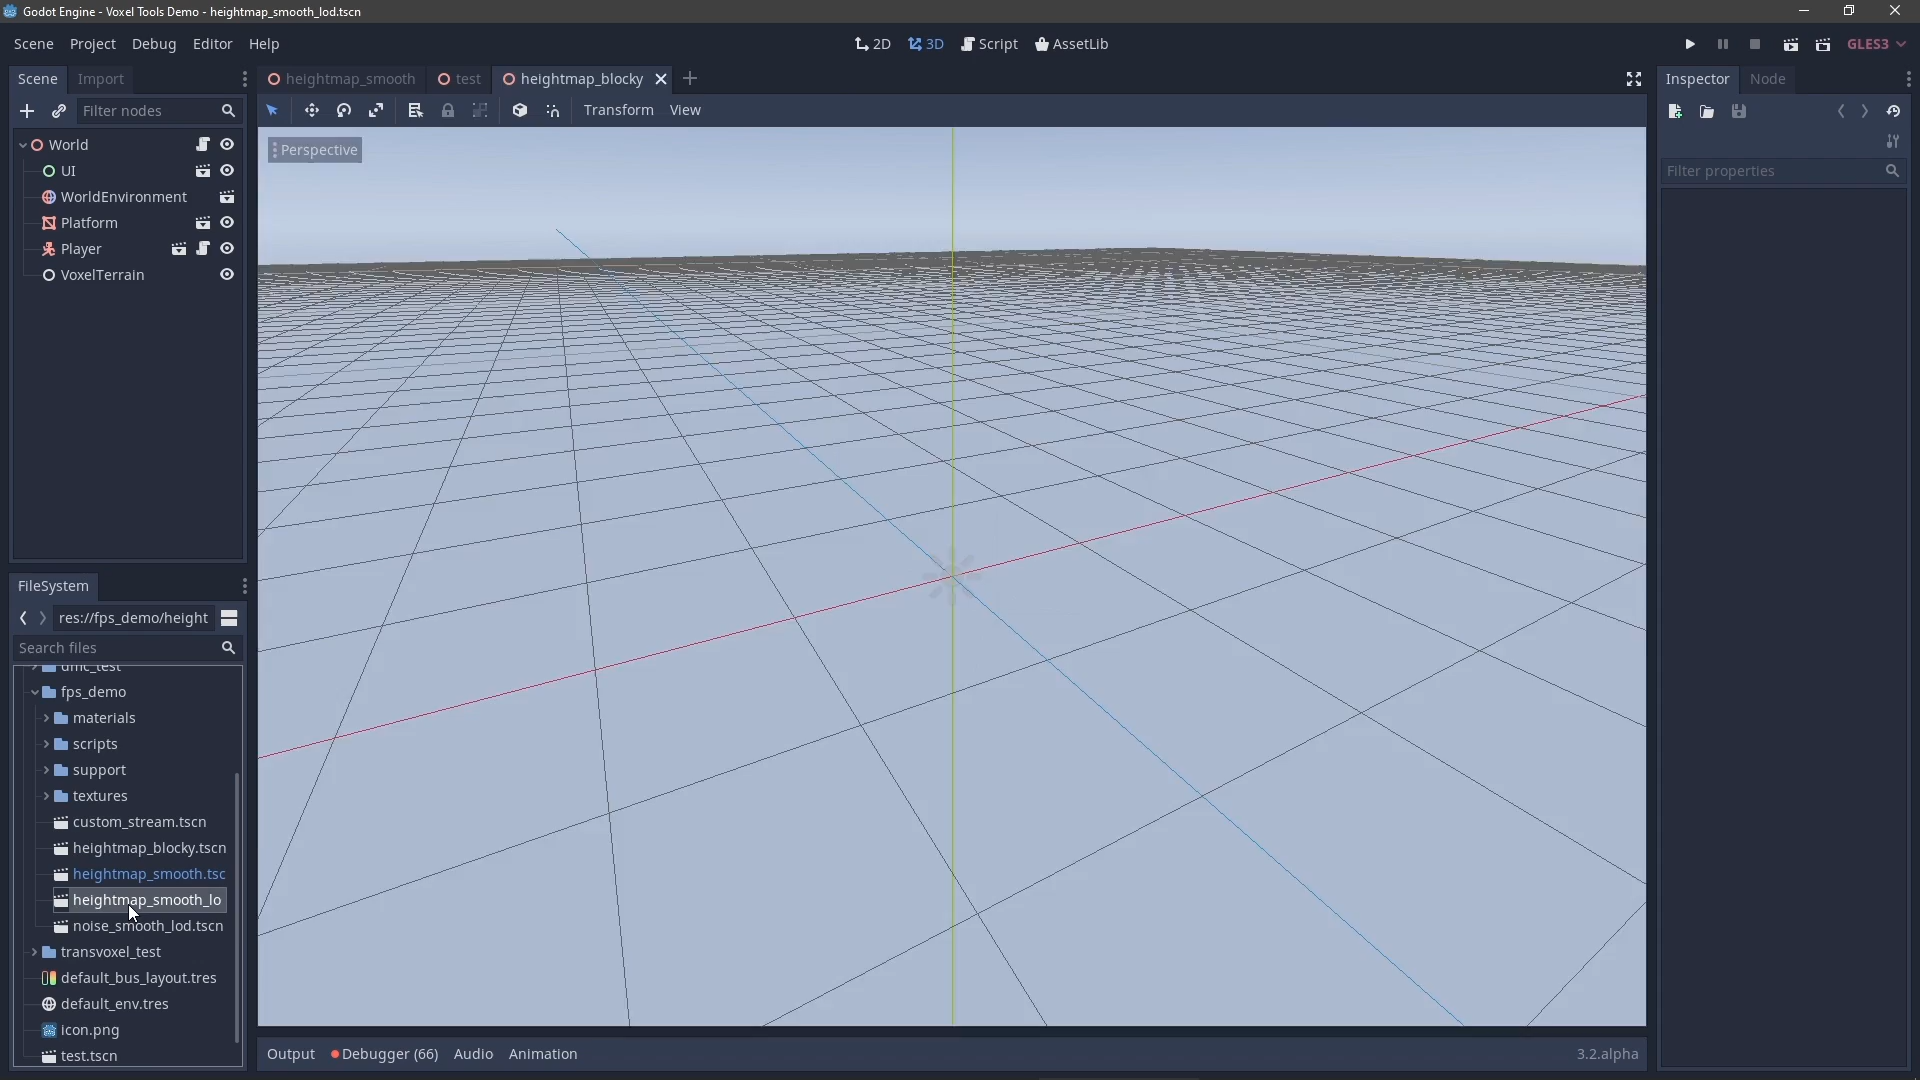 Godot Engine - Voxel Tools Demo - heightmap_smooth_lod.tscn
Scene Project Debug Editor Help
2D 3D Script AssetLib
GLES3
Scene Import
heightmap_smooth test heightmap_blocky
Inspector Node
Filter nodes
Transform View
Perspective
World
UI
WorldEnvironment
Platform
Player
VoxelTerrain
Filter properties
FileSystem
res://fps_demo/height
Search files
dmc_test
fps_demo
materials
scripts
support
textures
custom_stream.tscn
heightmap_blocky.tscn
heightmap_smooth.tsc
heightmap_smooth_lo
noise_smooth_lod.tscn
transvoxel_test
default_bus_layout.tres
default_env.tres
icon.png
test.tscn
Output Debugger (66) Audio Animation
3.2.alpha